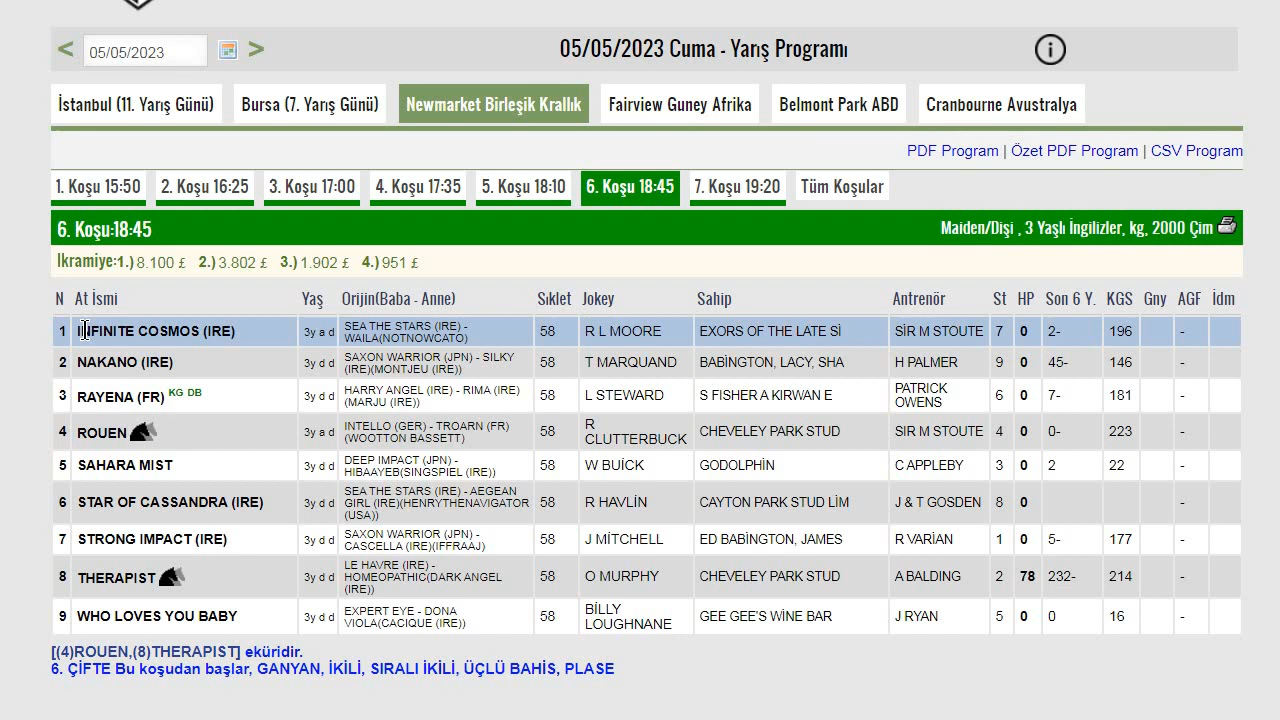 05/05/2023
05/05/2023 Cuma - Yarış Programı
İstanbul (11. Yarış Günü) Bursa (7. Yarış Günü) Newmarket Birleşik Krallık Fairview Guney Afrika Belmont Park ABD Cranbourne Avustralya
PDF Program | Özet PDF Program | CSV Program
1. Koşu 15:50 2. Koşu 16:25 3. Koşu 17:00 4. Koşu 17:35 5. Koşu 18:10 6. Koşu 18:45 7. Koşu 19:20 Tüm Koşular
6. Koşu:18:45 Maiden/Dişi , 3 Yaşlı İngilizler, kg, 2000 Çim
Ikramiye:1.) 8.100 £ 2.) 3.802 £ 3.) 1.902 £ 4.) 951 £
N At İsmi Yaş Orijin(Baba - Anne) Sıklet Jokey Sahip Antrenör St HP Son 6 Y. KGS Gny AGF İdm
1 INFINITE COSMOS (IRE) 3y a d SEA THE STARS (IRE) - WAILA(NOTNOWCATO) 58 R L MOORE EXORS OF THE LATE Sİ SİR M STOUTE 7 0 2- 196 -
2 NAKANO (IRE) 3y d d SAXON WARRIOR (JPN) - SILKY (IRE)(MONTJEU (IRE)) 58 T MARQUAND BABİNGTON, LACY, SHA H PALMER 9 0 45- 146 -
3 RAYENA (FR) KG DB 3y d d HARRY ANGEL (IRE) - RIMA (IRE) (MARJU (IRE)) 58 L STEWARD S FISHER A KIRWAN E PATRICK OWENS 6 0 7- 181 -
4 ROUEN 3y a d INTELLO (GER) - TROARN (FR) (WOOTTON BASSETT) 58 R CLUTTERBUCK CHEVELEY PARK STUD SIR M STOUTE 4 0 0- 223 -
5 SAHARA MIST 3y d d DEEP IMPACT (JPN) - HIBAAYEB(SINGSPIEL (IRE)) 58 W BUİCK GODOLPHİN C APPLEBY 3 0 2 22 -
6 STAR OF CASSANDRA (IRE) 3y d d SEA THE STARS (IRE) - AEGEAN GIRL (IRE)(HENRYTHENAVIGATOR (USA)) 58 R HAVLİN CAYTON PARK STUD LİM J & T GOSDEN 8 0
7 STRONG IMPACT (IRE) 3y d d SAXON WARRIOR (JPN) - CASCELLA (IRE)(IFFRAAJ) 58 J MİTCHELL ED BABİNGTON, JAMES R VARİAN 1 0 5- 177 -
8 THERAPIST 3y d d LE HAVRE (IRE) - HOMEOPATHIC(DARK ANGEL (IRE)) 58 O MURPHY CHEVELEY PARK STUD A BALDING 2 78 232- 214 -
9 WHO LOVES YOU BABY 3y d d EXPERT EYE - DONA VIOLA(CACIQUE (IRE)) 58 BİLLY LOUGHNANE GEE GEE'S WİNE BAR J RYAN 5 0 0 16 -
[(4)ROUEN,(8)THERAPIST] eküridir.
6. ÇİFTE Bu koşudan başlar, GANYAN, İKİLİ, SIRALI İKİLİ, ÜÇLÜ BAHİS, PLASE